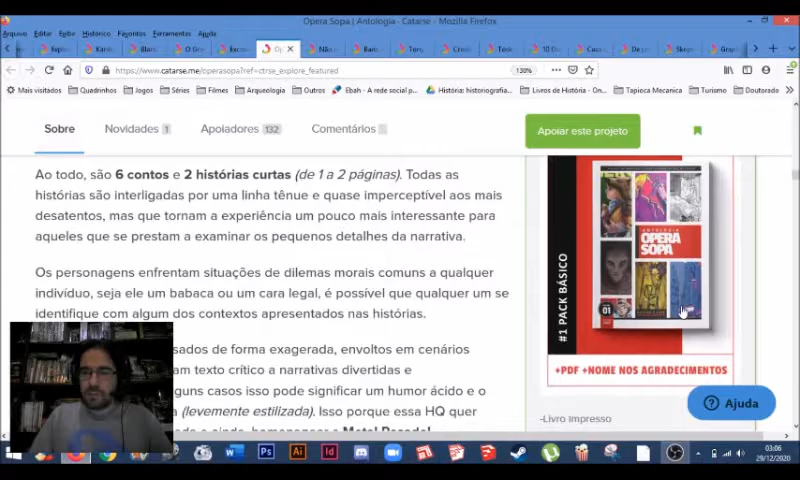 Opera Sopa | Antologia - Catarse - Mozilla Firefox
Arquivo Editar Exibir Histórico Favoritos Ferramentas Ajuda
https://www.catarse.me/operasopa?ref=ctrse_explore_featured
130%
Mais visitados Quadrinhos Jogos Séries Filmes Arqueologia Outros Ebah - A rede social p... História: historiografia... Livros de História - On... Tapioca Mecanica Turismo Doutorado
Sobre Novidades 1 Apoiadores 132 Comentários
Apoiar este projeto
Ao todo, são 6 contos e 2 histórias curtas (de 1 a 2 páginas). Todas as
histórias são interligadas por uma linha tênue e quase imperceptível aos mais
desatentos, mas que tornam a experiência um pouco mais interessante para
aqueles que se prestam a examinar os pequenos detalhes da narrativa.
Os personagens enfrentam situações de dilemas morais comuns a qualquer
indivíduo, seja ele um babaca ou um cara legal, é possível que qualquer um se
identifique com algum dos contextos apresentados nas histórias.
sados de forma exagerada, envoltos em cenários
am texto crítico a narrativas divertidas e
guns casos isso pode significar um humor ácido e o
a (levemente estilizada). Isso porque essa HQ quer
#1 PACK BÁSICO
ANTOLOGIA
OPERA
SOPA
01
+PDF +NOME NOS AGRADECIMENTOS
Ajuda
-Livro Impresso
03:06
29/12/2020